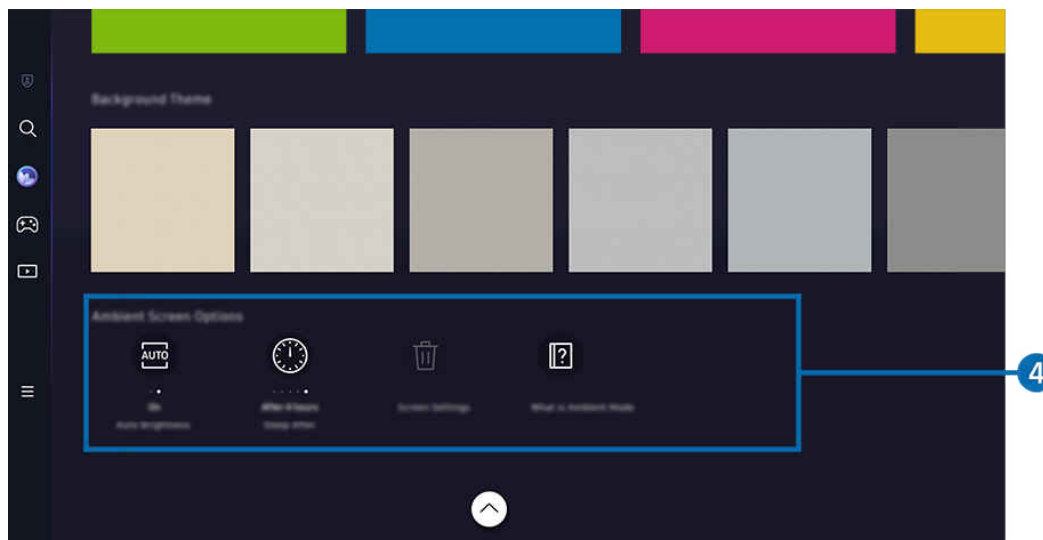 Background Theme
Ambient Screen Options
AUTO
?
On
After 4 hours
Screen Settings
What is Ambient Mode
Auto Brightness
Sleep After
4